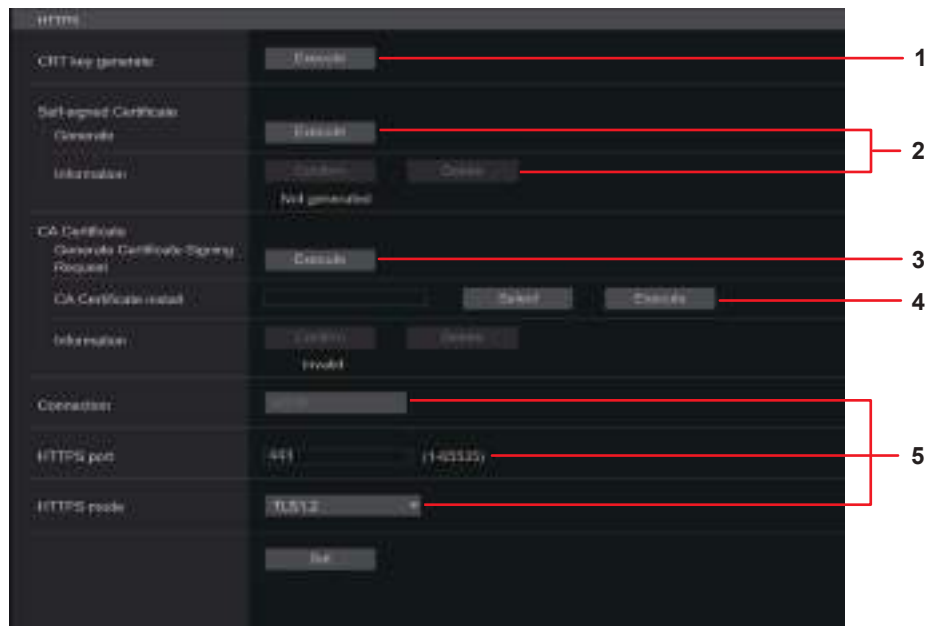 HTTPS
CRT key generate Execute 1
Self-signed Certificate
Generate Execute
2
Information Confirm Delete
Not generated
CA Certificate
Generate Certificate Signing
Request
Execute 3
CA Certificate install Select Execute 4
Information Confirm Delete
Invalid
Connection
HTTPS port 443 (1-65535) 5
HTTPS mode TLS1.2
Set